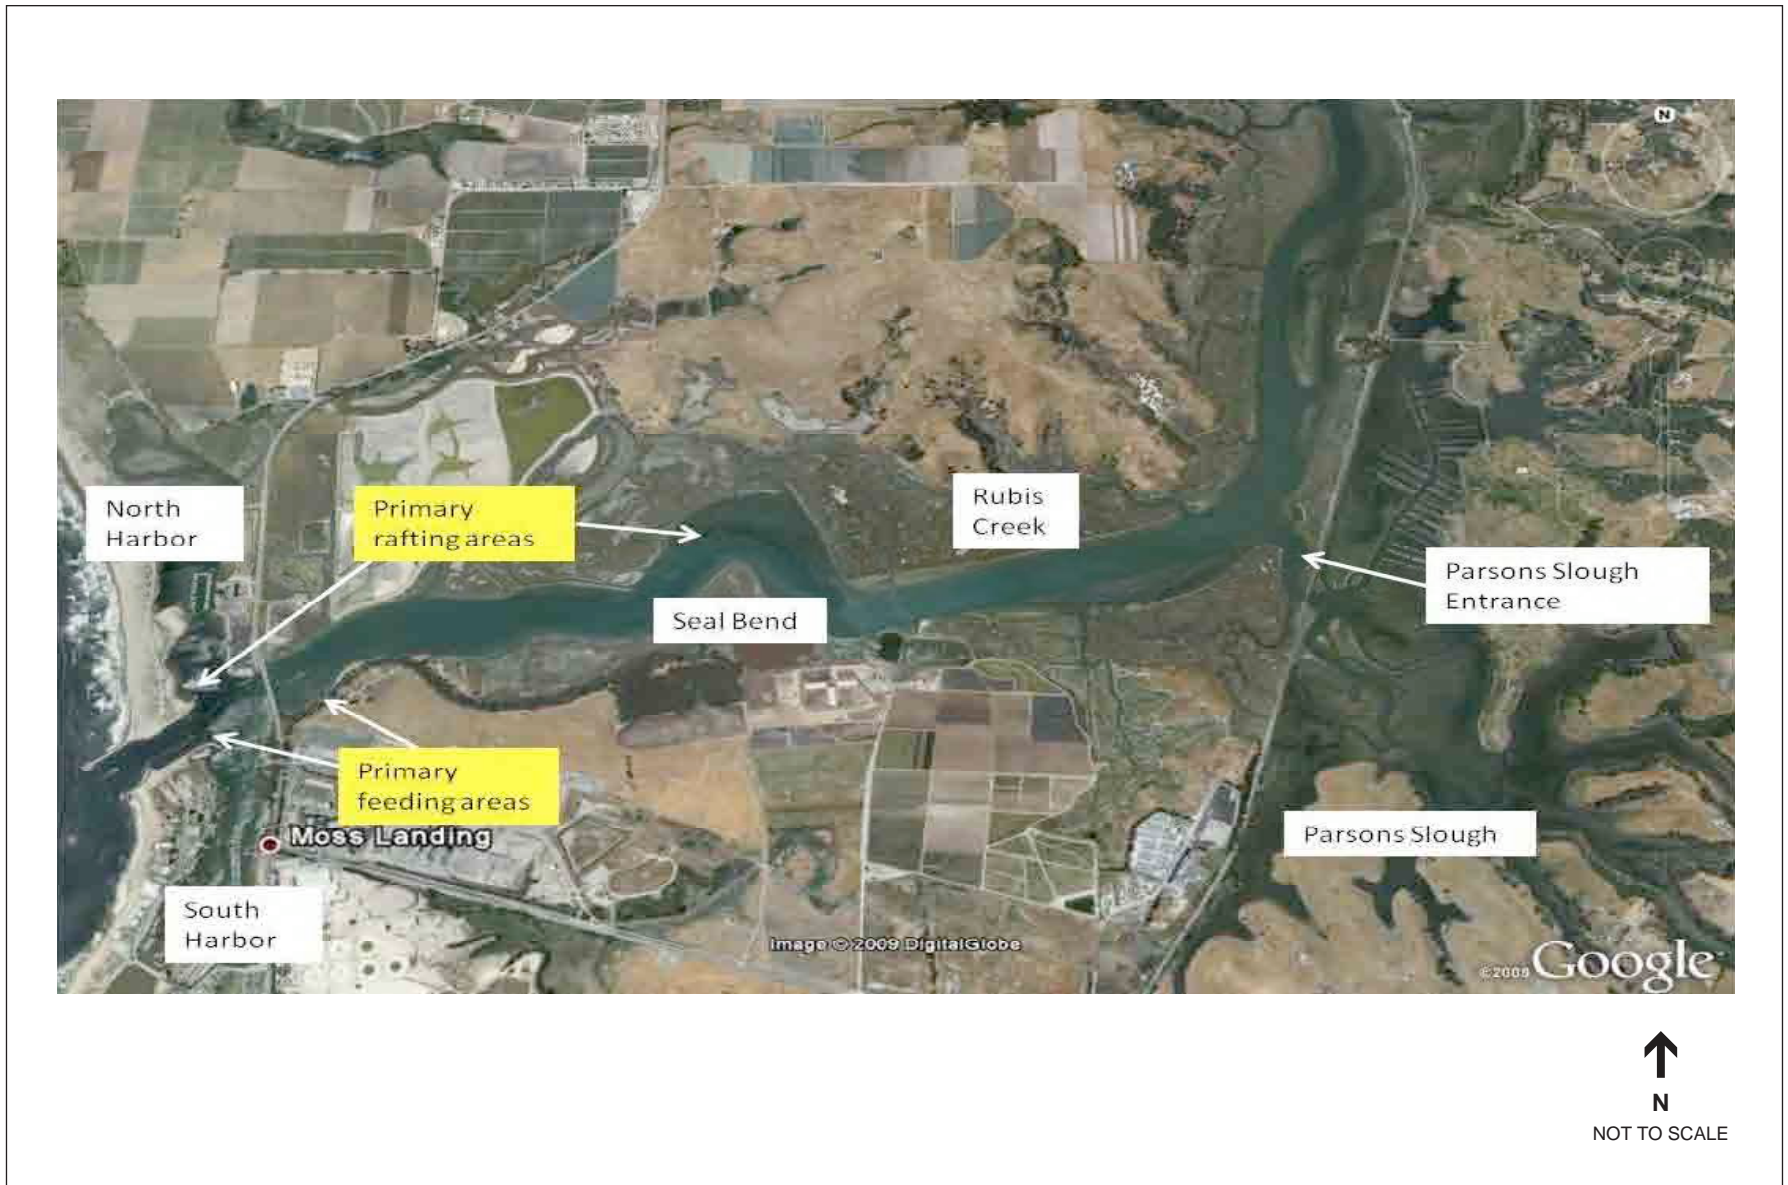 N
North
Harbor
Primary
rafting areas
Rubis
Creek
Parsons Slough
Entrance
Seal Bend
Primary
feeding areas
Moss Landing
Parsons Slough
South
Harbor
Image © 2009 DigitalGlobe
©2009 Google
N
NOT TO SCALE